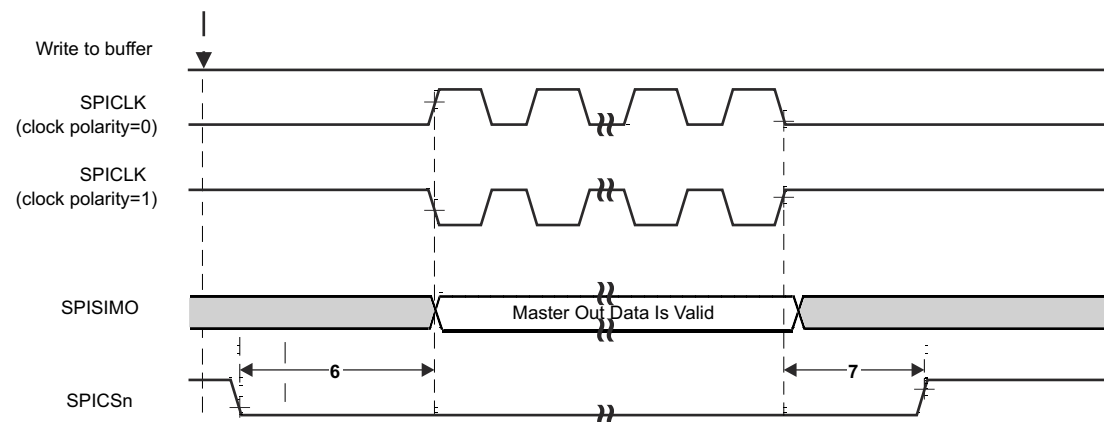 Write to buffer
SPICLK
(clock polarity=0)
SPICLK
(clock polarity=1)
SPISIMO
Master Out Data Is Valid
6
7
SPICSn